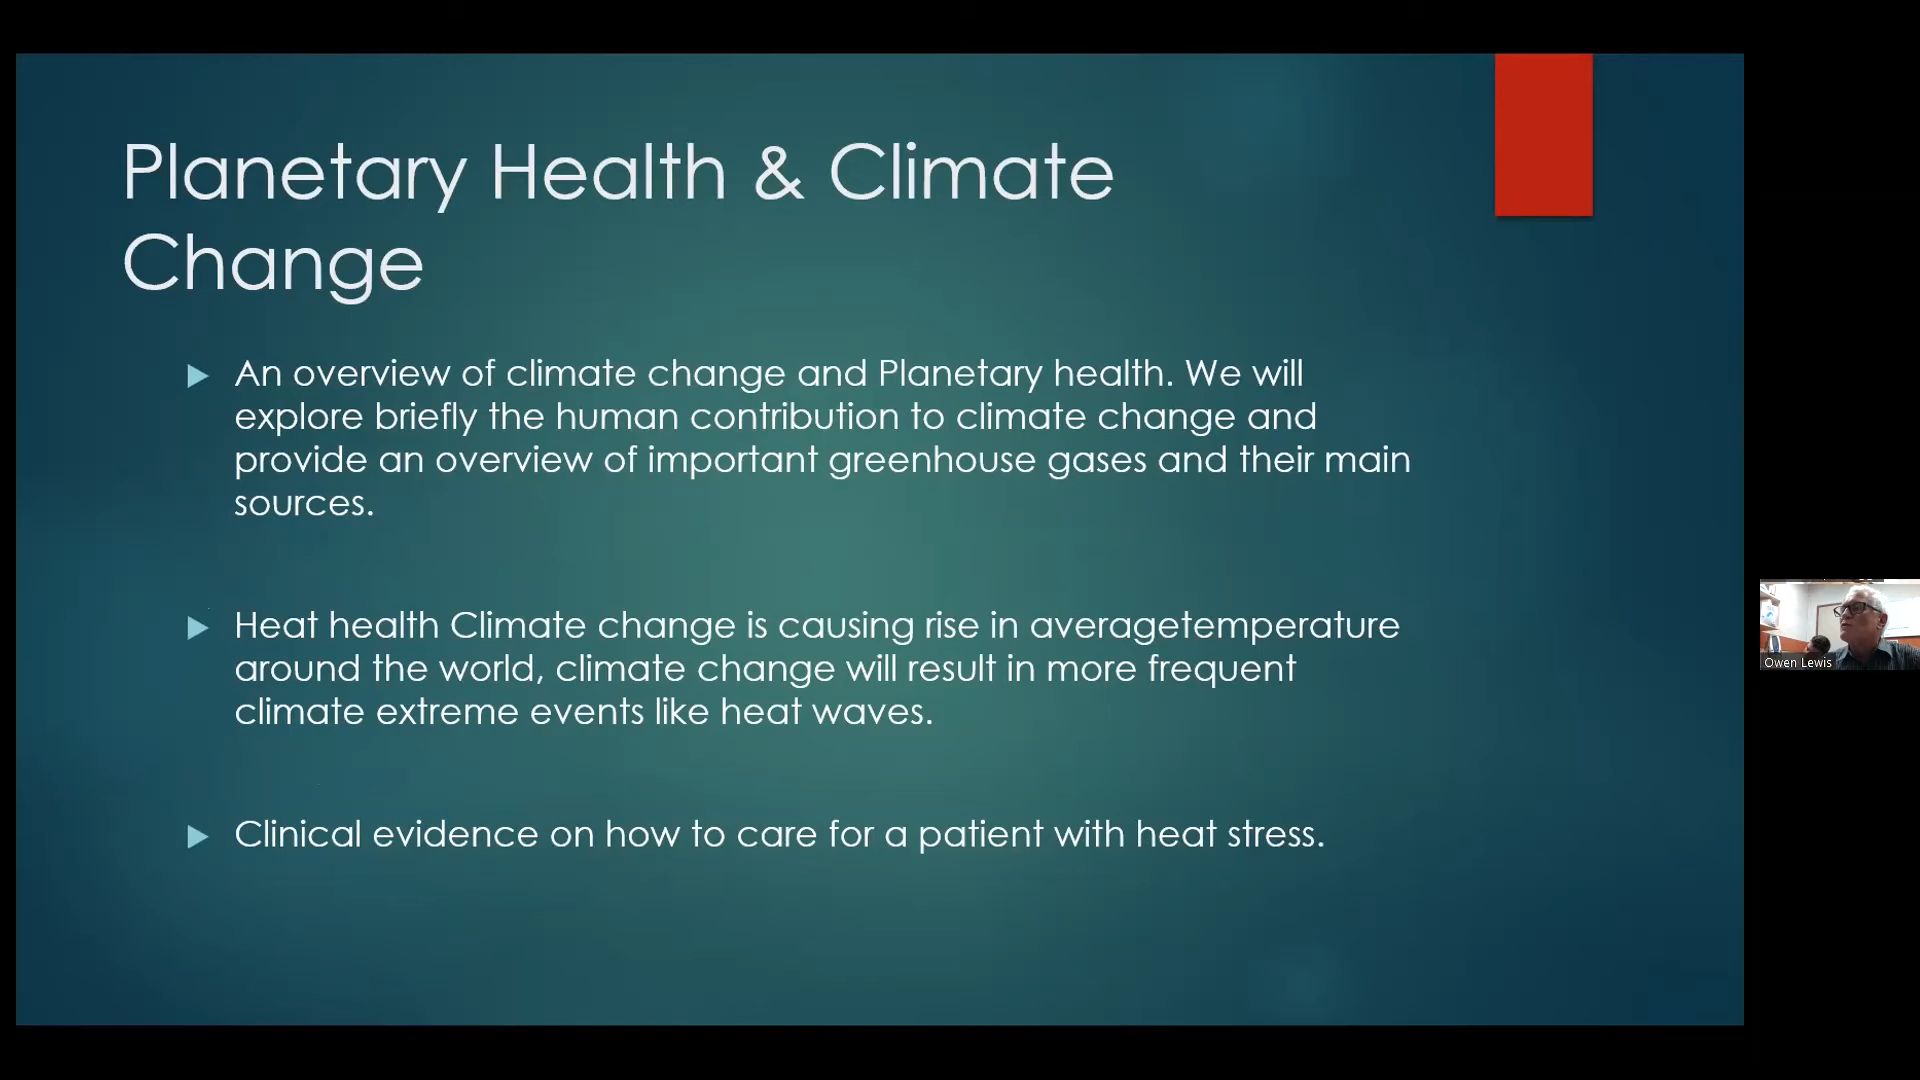 Planetary Health & Climate
Change
An overview of climate change and Planetary health. We will
explore briefly the human contribution to climate change and
provide an overview of important greenhouse gases and their main
sources.
Heat health Climate change is causing rise in averagetemperature
around the world, climate change will result in more frequent
climate extreme events like heat waves.
Clinical evidence on how to care for a patient with heat stress.
Owen Lewis